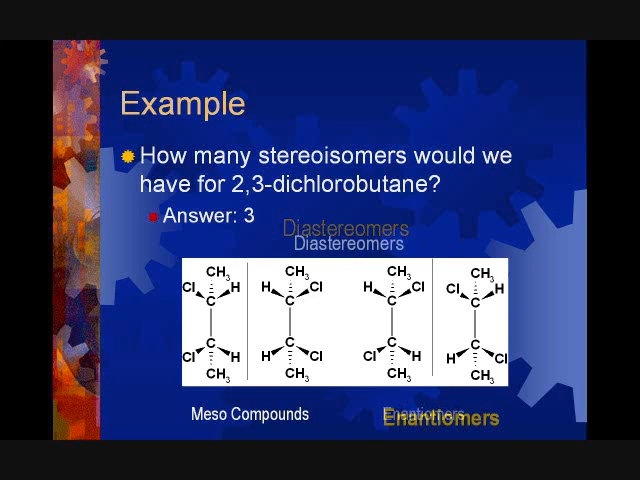 Example
How many stereoisomers would we
have for 2,3-dichlorobutane?
Answer: 3
Diastereomers
Diastereomers
CH3 CH3 CH3 CH3
Cl H H Cl H Cl Cl H
C C C C
C C C C
Cl H H Cl Cl H H Cl
CH3 CH3 CH3 CH3
Meso Compounds Enantiomers
Enantiomers